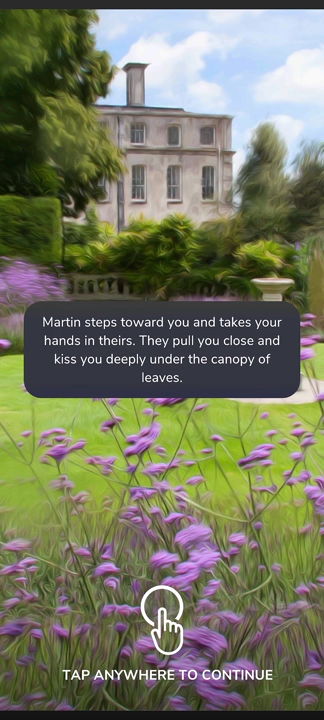 Martin steps toward you and takes your
hands in theirs. They pull you close and
kiss you deeply under the canopy of
leaves.
TAP ANYWHERE TO CONTINUE